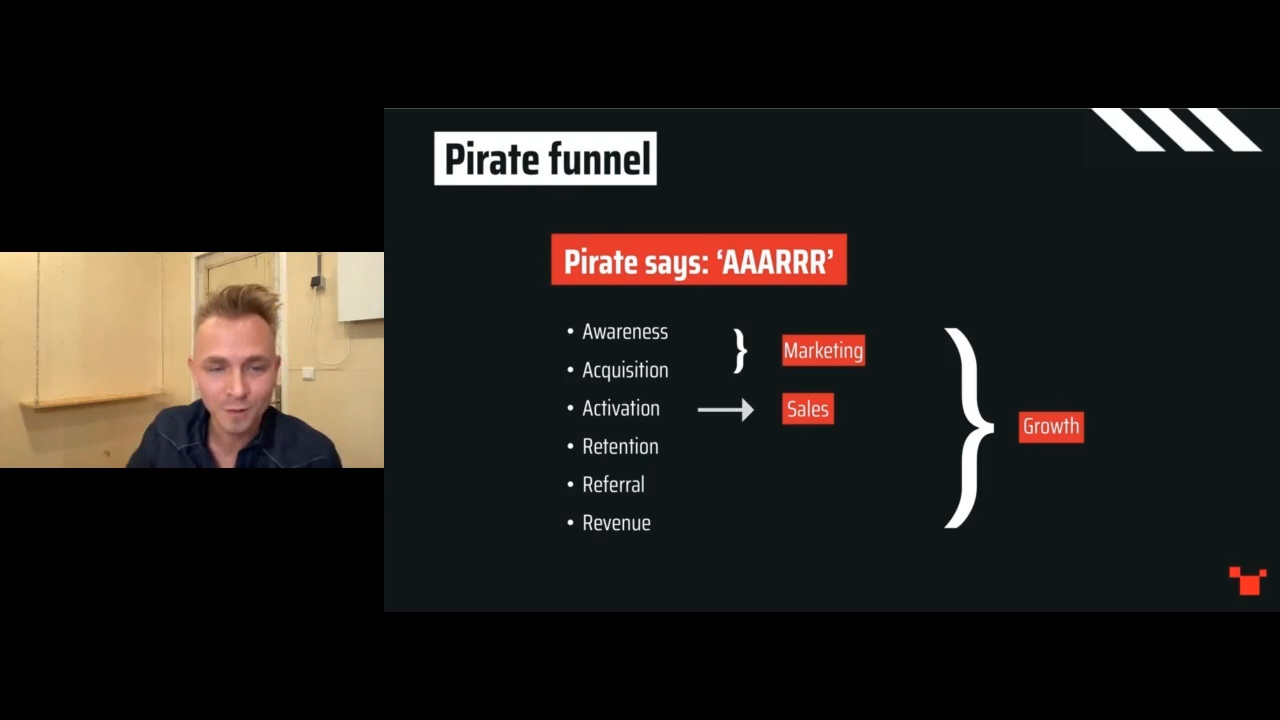 Pirate funnel
Pirate says: ‘AAARRR’
• Awareness
• Acquisition
• Activation
• Retention
• Referral
• Revenue
Marketing
Sales
Growth